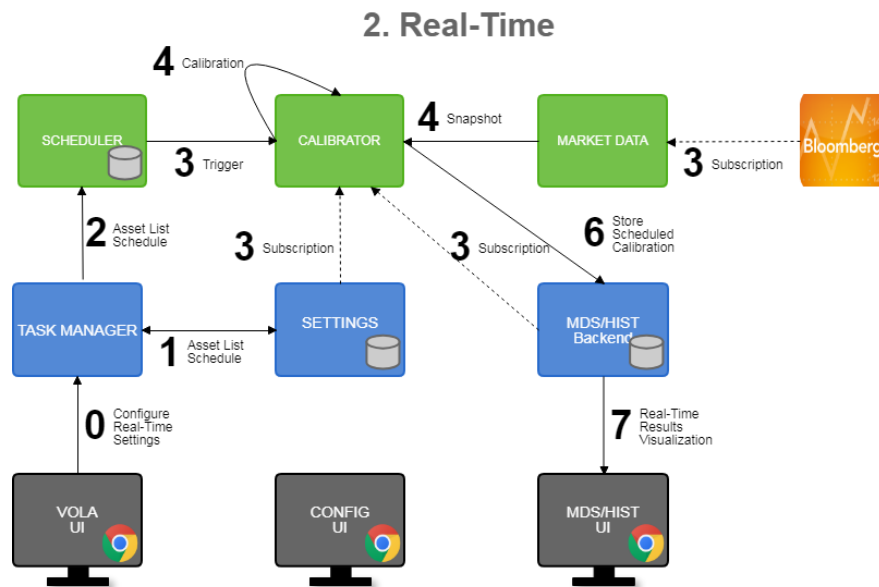 2. Real-Time
4 Calibration
SCHEDULER
CALIBRATOR
4 Snapshot
MARKET DATA
Bloomberg
3 Trigger
3 Subscription
2 Asset List
Schedule
3 Subscription
3 Subscription
6 Store
Scheduled
Calibration
TASK MANAGER
SETTINGS
MDS/HIST
Backend
1 Asset List
Schedule
0 Configure
Real-Time
Settings
7 Real-Time
Results
Visualization
VOLA
UI
CONFIG
UI
MDS/HIST
UI